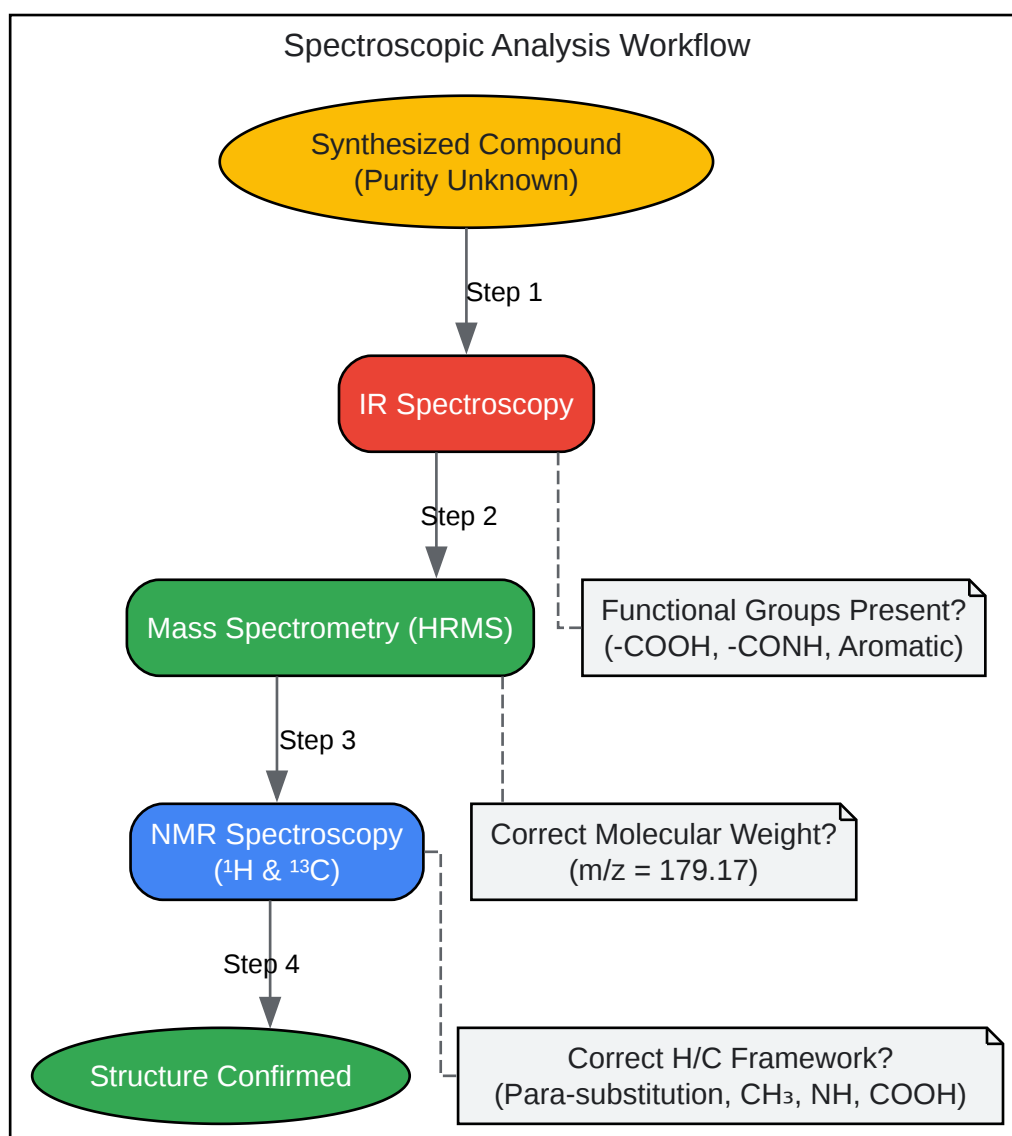 Spectroscopic Analysis Workflow
Synthesized Compound
(Purity Unknown)
Step 1
IR Spectroscopy
Step 2
Mass Spectrometry (HRMS)
Functional Groups Present?
(-COOH, -CONH, Aromatic)
Step 3
NMR Spectroscopy
(¹H & ¹³C)
Correct Molecular Weight?
(m/z = 179.17)
Step 4
Structure Confirmed
Correct H/C Framework?
(Para-substitution, CH₃, NH, COOH)